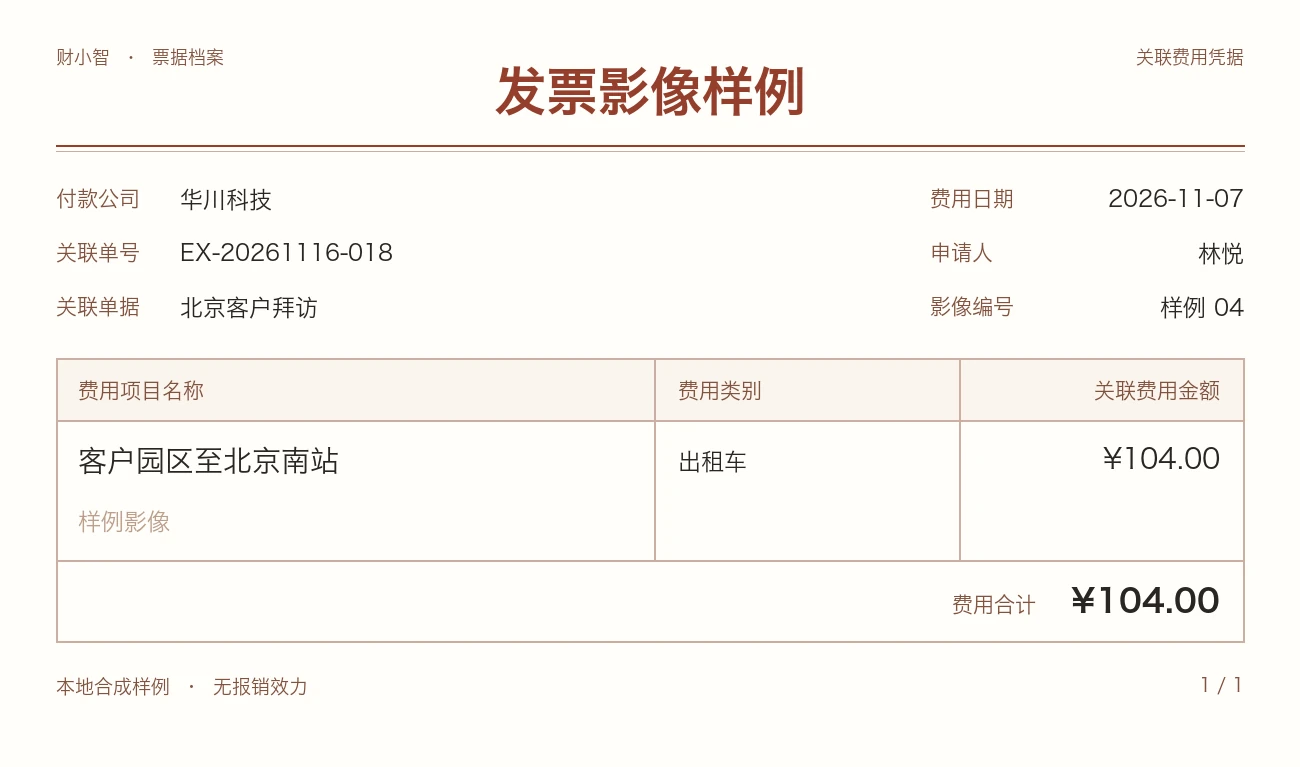 财小智 · 票据档案
关联费用凭据
发票影像样例
付款公司 华川科技
费用日期 2026-11-07
关联单号 EX-20261116-018
申请人 林悦
关联单据 北京客户拜访
影像编号 样例 04
费用项目名称 费用类别 关联费用金额
客户园区至北京南站 出租车 ¥104.00
样例影像
费用合计 ¥104.00
本地合成样例 · 无报销效力
1 / 1